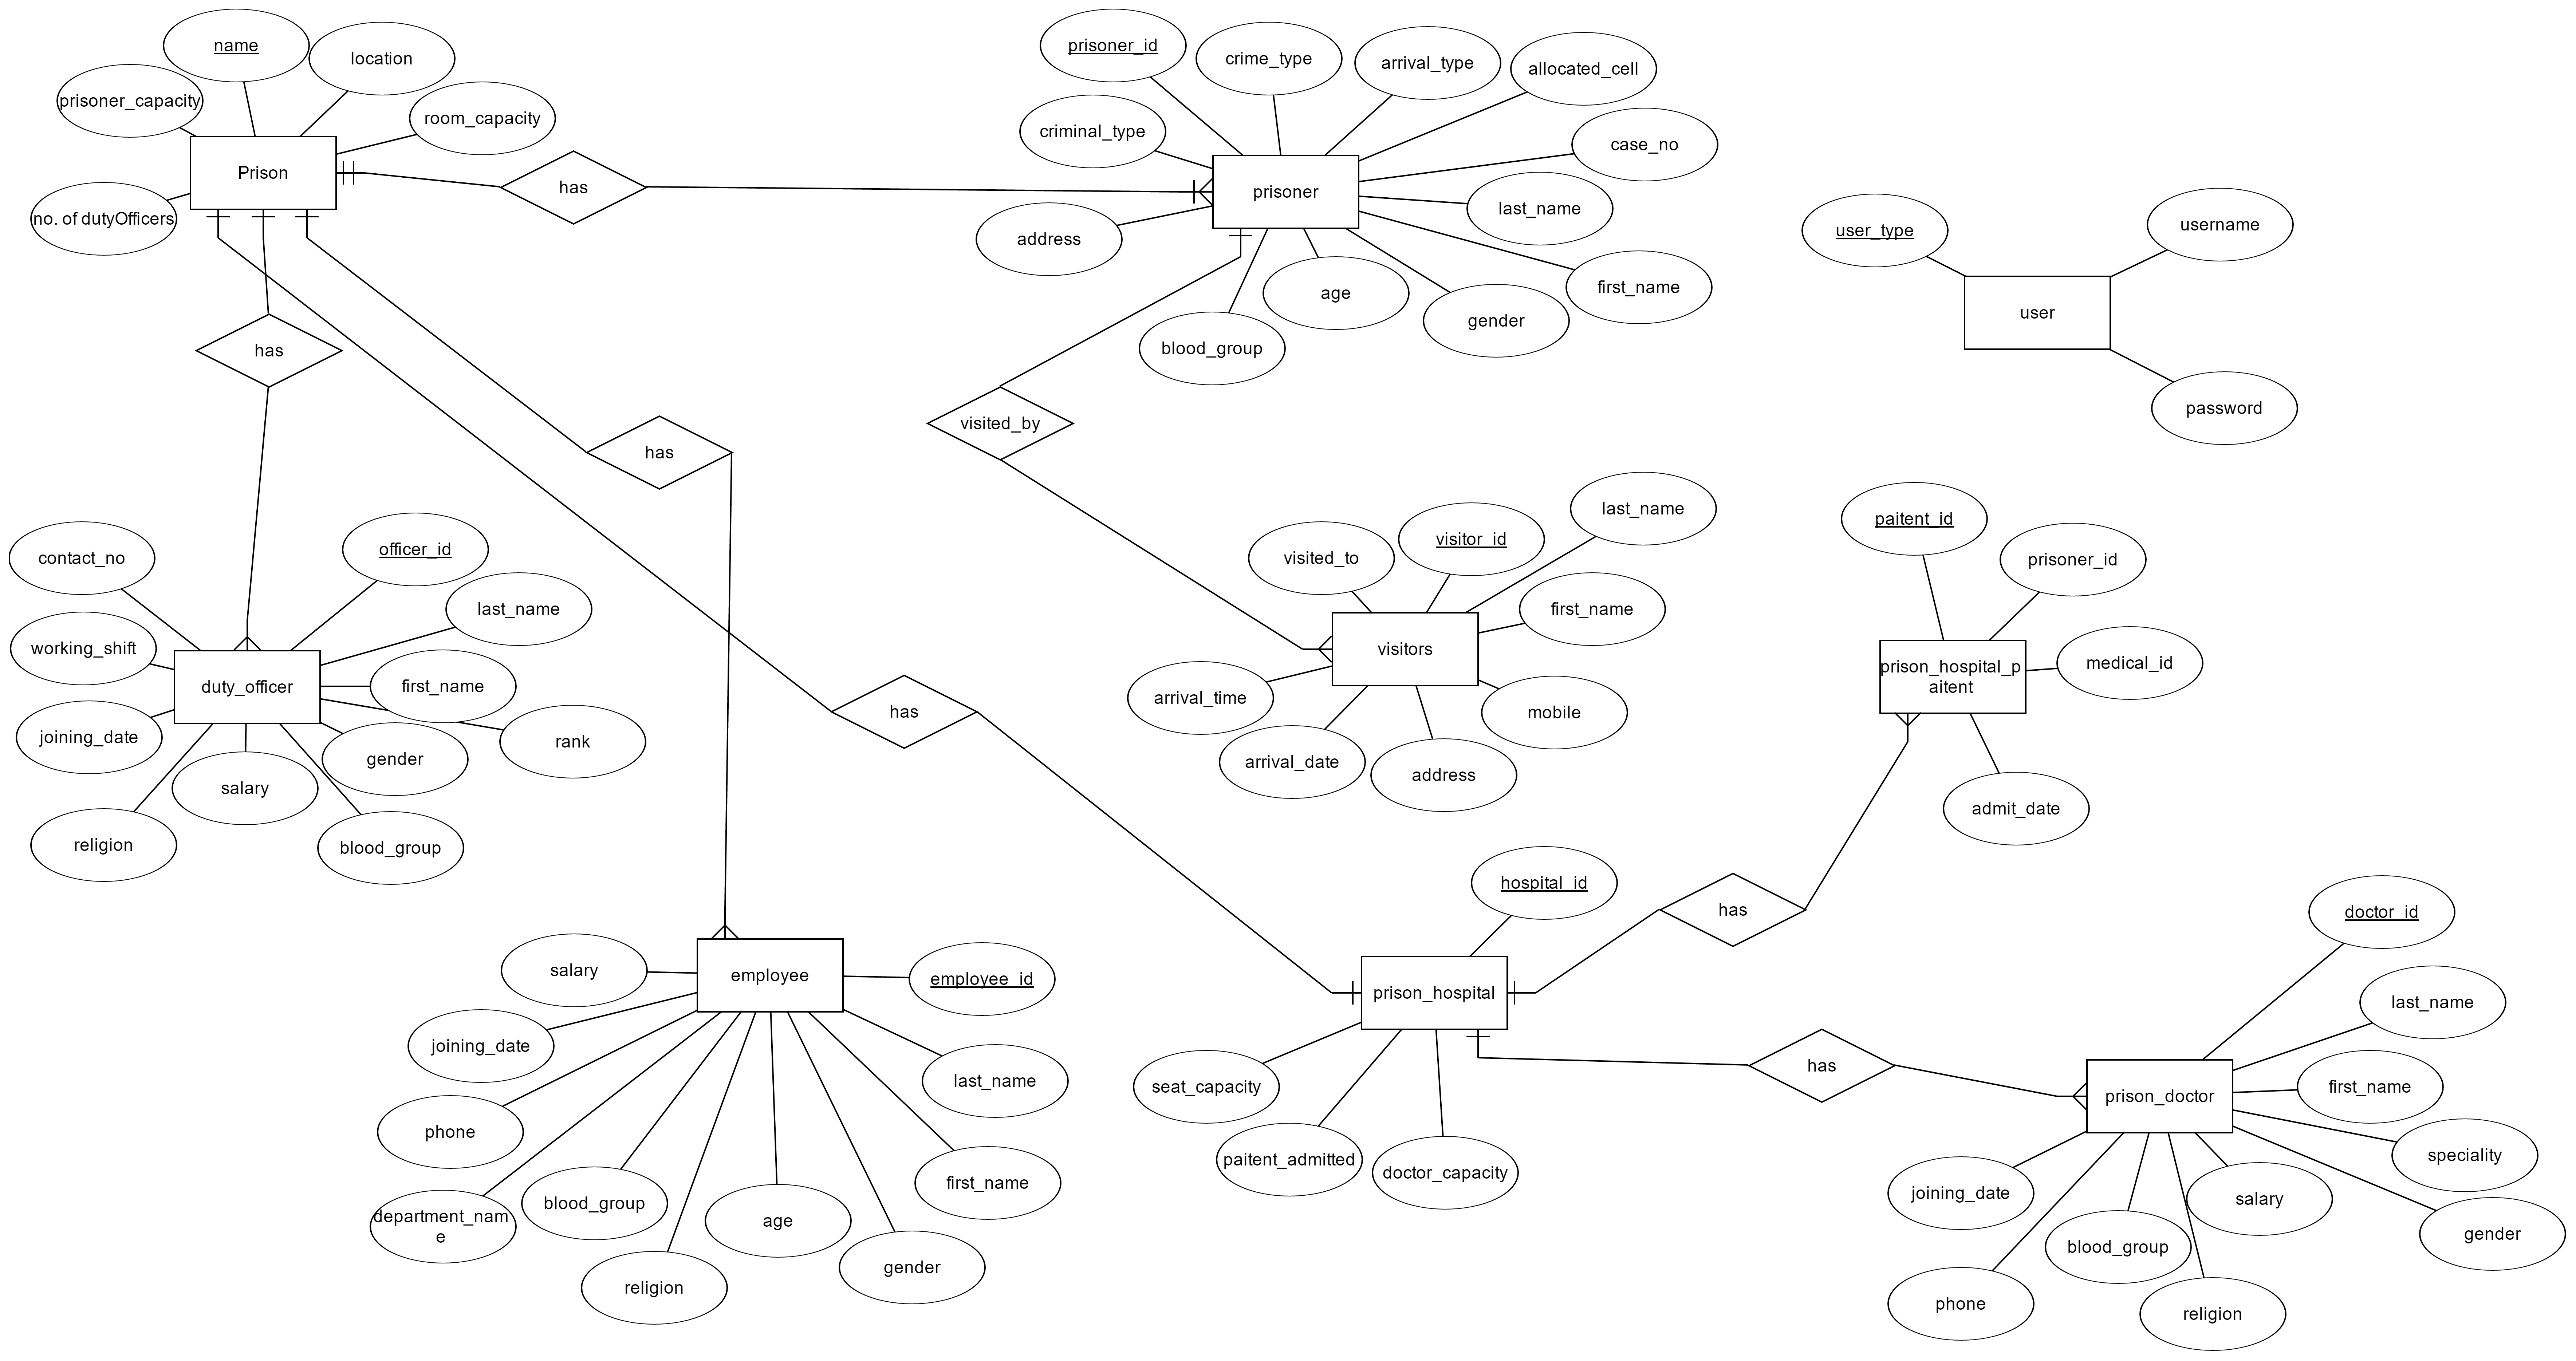 name
location
prisoner_capacity
room_capacity
Prison
no. of dutyOfficers
has
prisoner_id
crime_type
arrival_type
allocated_cell
criminal_type
case_no
prisoner
last_name
address
first_name
age
gender
blood_group
user_type
username
user
password
has
has
visited_by
contact_no
officer_id
last_name
working_shift
duty_officer
first_name
joining_date
rank
gender
salary
religion
blood_group
has
last_name
visited_to
visitor_id
first_name
visitors
arrival_time
mobile
arrival_date
address
paitent_id
prisoner_id
prison_hospital_p
aitent
medical_id
admit_date
has
hospital_id
prison_hospital
seat_capacity
paitent_admitted
doctor_capacity
has
salary
employee
employee_id
joining_date
last_name
phone
first_name
department_nam
e
blood_group
age
religion
gender
doctor_id
last_name
first_name
prison_doctor
speciality
joining_date
salary
gender
blood_group
phone
religion